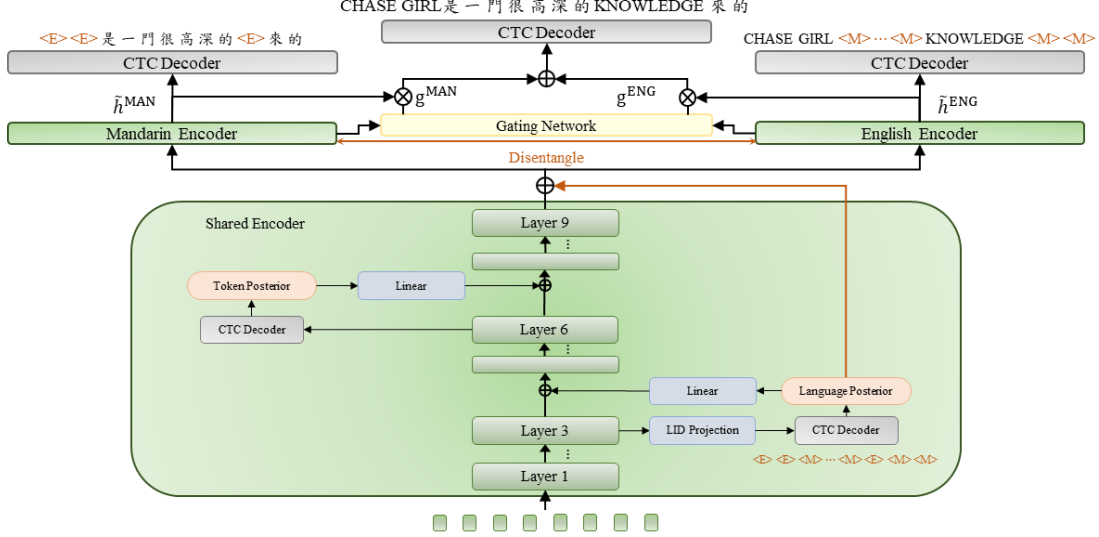 CHASE GIRL是 一 門 很 高 深 的 KNOWLEDGE 來 的
<E> <E> 是 一 門 很 高 深 的 <E> 來 的
CTC Decoder
CHASE GIRL <M> ··· <M> KNOWLEDGE <M> <M>
CTC Decoder
CTC Decoder
h̃^MAN
g^MAN
g^ENG
h̃^ENG
Mandarin Encoder
Gating Network
English Encoder
Disentangle
Shared Encoder
Layer 9
Token Posterior
Linear
CTC Decoder
Layer 6
Linear
Language Posterior
Layer 3
LID Projection
CTC Decoder
<E> <E> <M> ··· <M> <E> <M> <M>
Layer 1